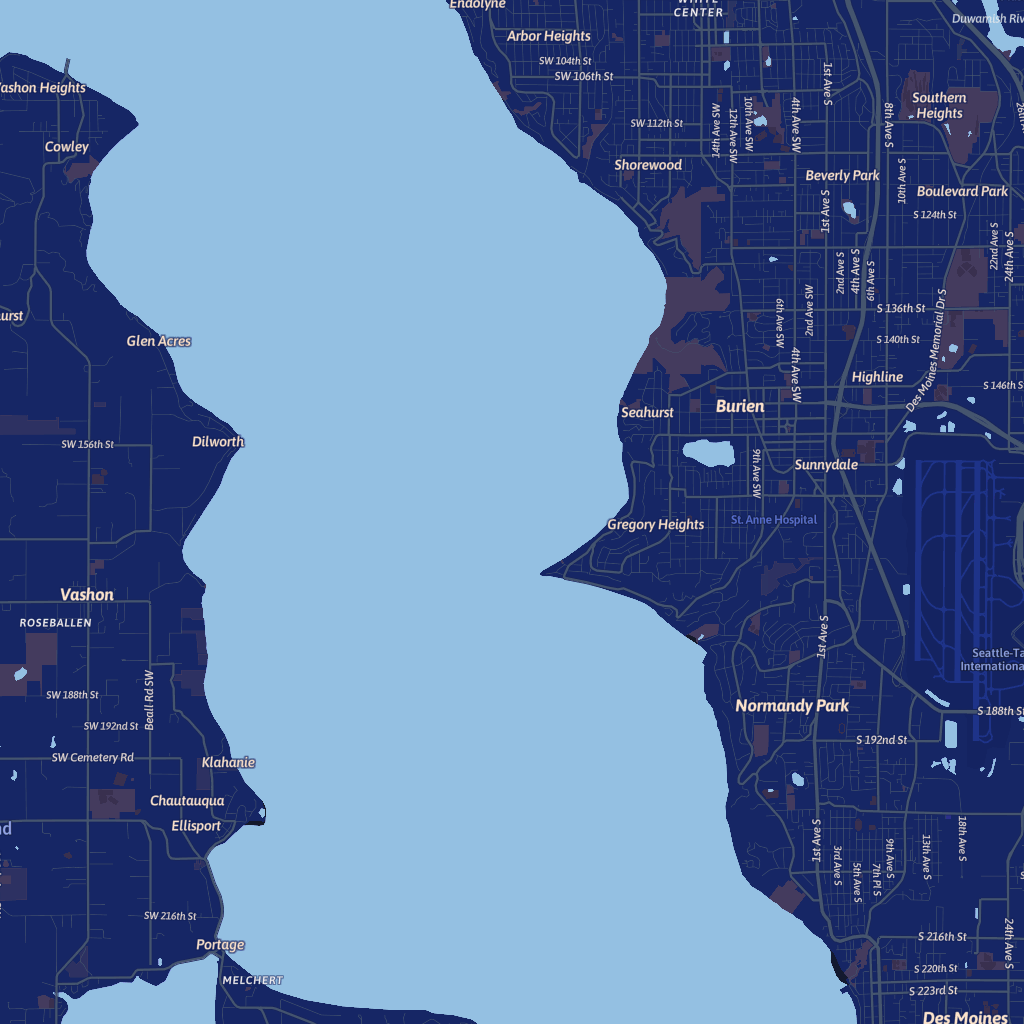 Endolyne
CENTER
Duwamish Riv
Arbor Heights
SW 104th St
SW 106th St
1st Ave S
Vashon Heights
Southern
Heights
14th Ave SW
12th Ave SW
10th Ave SW
4th Ave SW
8th Ave S
SW 112th St
Cowley
Shorewood
Beverly Park
10th Ave S
Boulevard Park
1st Ave S
S 124th St
22nd Ave S
24th Ave S
2nd Ave S
4th Ave S
6th Ave S
6th Ave SW
2nd Ave SW
S 136th St
urst
Glen Acres
S 140th St
Des Moines Memorial Dr S
4th Ave SW
Highline
S 146th St
Seahurst
Burien
SW 156th St
Dilworth
9th Ave SW
Sunnydale
Gregory Heights
St. Anne Hospital
Vashon
ROSEBALLEN
1st Ave S
Seattle-Ta
International
SW 188th St
Beall Rd SW
Normandy Park
S 188th St
SW 192nd St
S 192nd St
SW Cemetery Rd
Klahanie
Chautauqua
Ellisport
nd
1st Ave S
3rd Ave S
5th Ave S
7th Pl S
9th Ave S
13th Ave S
18th Ave S
SW 216th St
24th Ave S
Portage
S 216th St
MELCHERT
S 220th St
S 223rd St
Des Moines